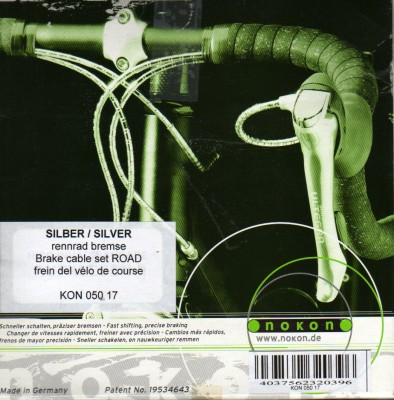 SILBER / SILVER
rennrad bremse
Brake cable set ROAD
frein del vélo de course
KON 050 17
nokon
www.nokon.de
Schneller schalten, präziser bremsen · Fast shifting, precise braking
Changer de vitesses rapidement, freiner avec précision · Cambios más rápidos,
frenos de mayor precisión · Sneller schakelen, en nauwkeuriger remmen
Made in Germany
Patent No. 19534643
4037562320396
KON 050 17